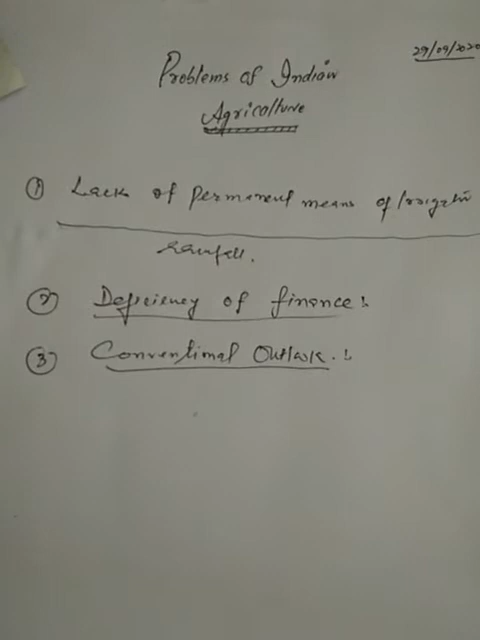 29/09/2020
Problems of Indian
Agriculture
① Lack of permanent means of Irrigatin
rainfall.
② Deficiency of finance:
③ Conventional Outlook.: